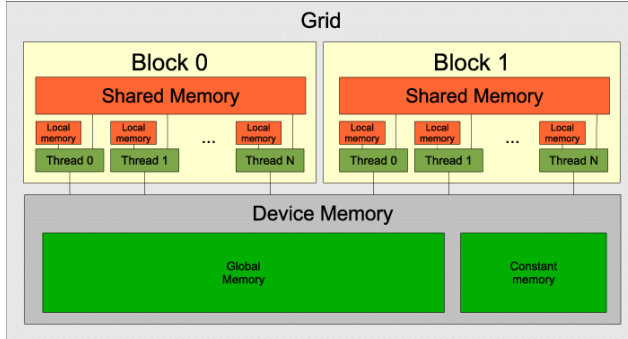 Grid
Block 0
Shared Memory
Local
memory
Local
memory
...
Local
memory
Thread 0
Thread 1
Thread N
Block 1
Shared Memory
Local
memory
Local
memory
...
Local
memory
Thread 0
Thread 1
Thread N
Device Memory
Global
Memory
Constant
memory